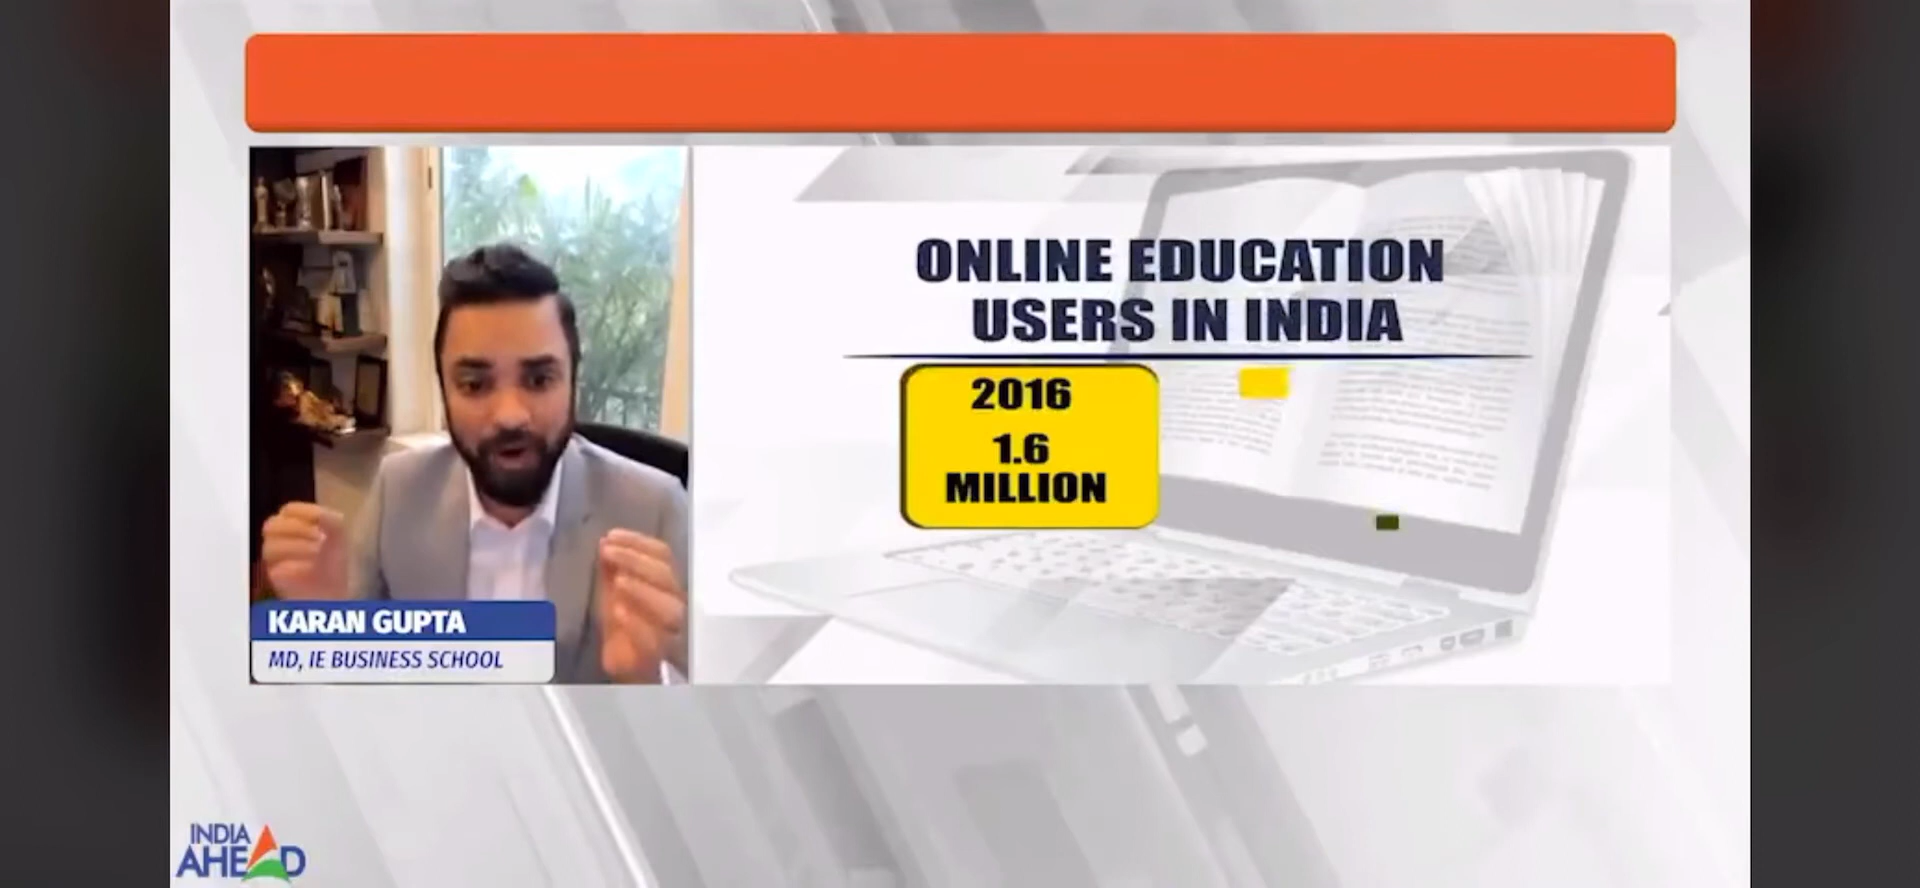 ONLINE EDUCATION
USERS IN INDIA
2016
1.6
MILLION
KARAN GUPTA
MD, IE BUSINESS SCHOOL
INDIA
AHEAD